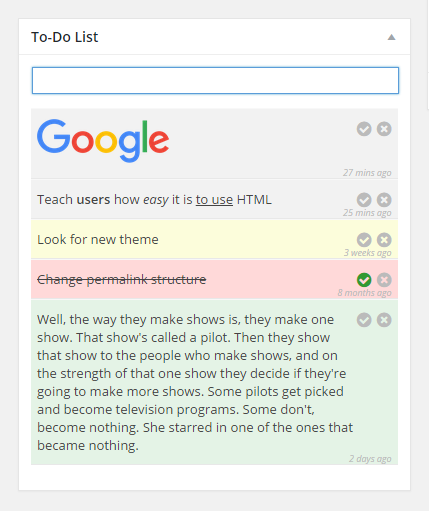 To-Do List
Google
27 mins ago
Teach users how easy it is to use HTML
25 mins ago
Look for new theme
3 weeks ago
Change permalink structure
8 months ago
Well, the way they make shows is, they make one
show. That show's called a pilot. Then they show
that show to the people who make shows, and on
the strength of that one show they decide if they're
going to make more shows. Some pilots get picked
and become television programs. Some don't,
become nothing. She starred in one of the ones that
became nothing.
2 days ago